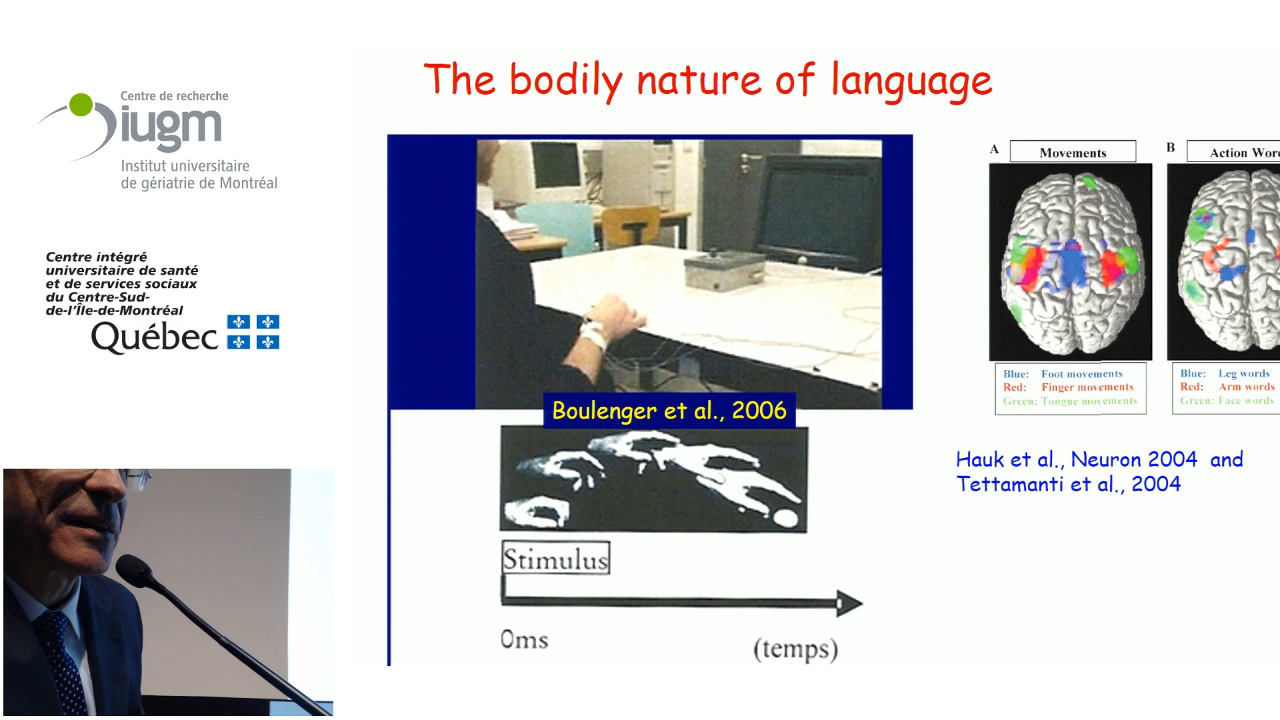 Centre de recherche
iugm
Institut universitaire
de gériatrie de Montréal
Centre intégré
universitaire de santé
et de services sociaux
du Centre-Sud-
de-l'Île-de-Montréal
Québec
The bodily nature of language
Boulenger et al., 2006
Stimulus
0ms
(temps)
A
Movements
Blue: Foot movements
Red: Finger movements
Green: Tongue movements
B
Action Wor
Blue: Leg words
Red: Arm words
Green: Face words
Hauk et al., Neuron 2004 and
Tettamanti et al., 2004